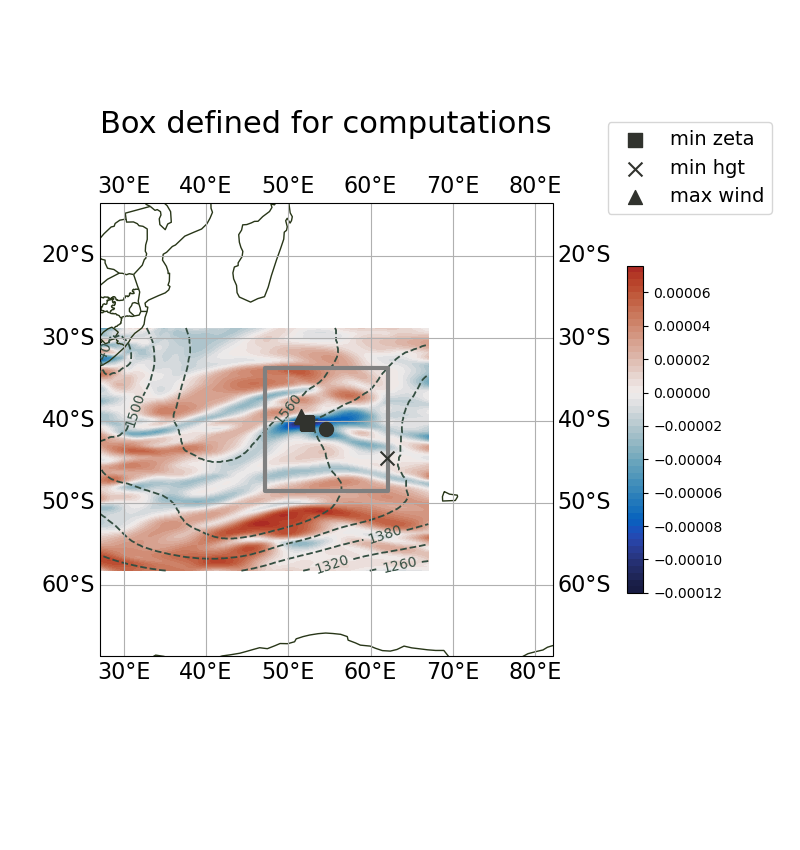 Box defined for computations
min zeta
min hgt
max wind
30°E 40°E 50°E 60°E 70°E 80°E
20°S 20°S
30°S 30°S
40°S 40°S
50°S 50°S
60°S 60°S
1500
1560
1380
1320
1260
30°E 40°E 50°E 60°E 70°E 80°E
0.00006
0.00004
0.00002
0.00000
−0.00002
−0.00004
−0.00006
−0.00008
−0.00010
−0.00012